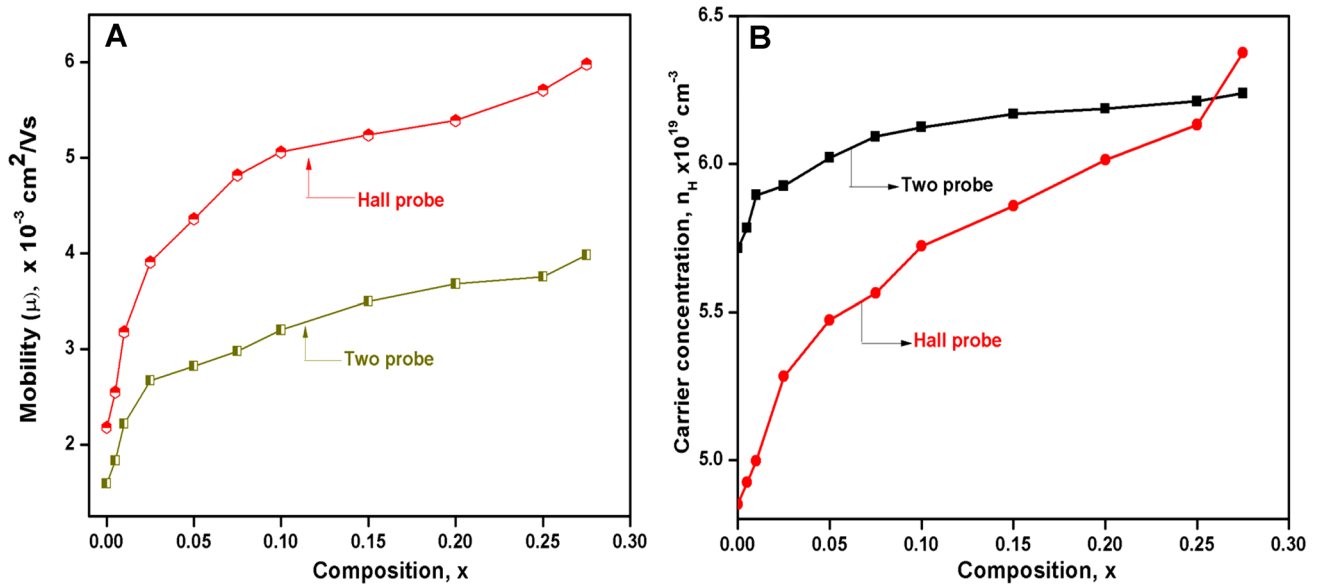 A
Mobility (μ), x 10⁻³ cm²/Vs
6
5
4
3
2
Hall probe
Two probe
0.00 0.05 0.10 0.15 0.20 0.25 0.30
Composition, x
B
Carrier concentration, n_H x10¹⁹ cm⁻³
6.5
6.0
5.5
5.0
Two probe
Hall probe
0.00 0.05 0.10 0.15 0.20 0.25 0.30
Composition, x